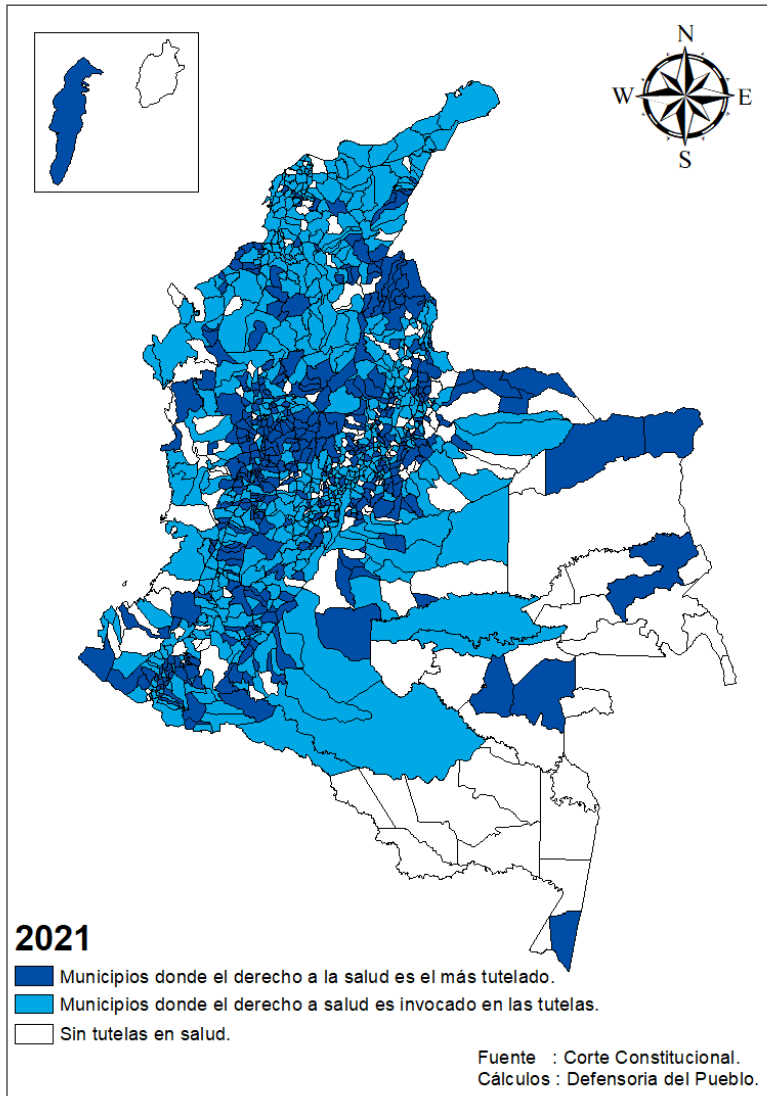 N
W E
S
2021
Municipios donde el derecho a la salud es el más tutelado.
Municipios donde el derecho a salud es invocado en las tutelas.
Sin tutelas en salud.
Fuente : Corte Constitucional.
Cálculos : Defensoria del Pueblo.